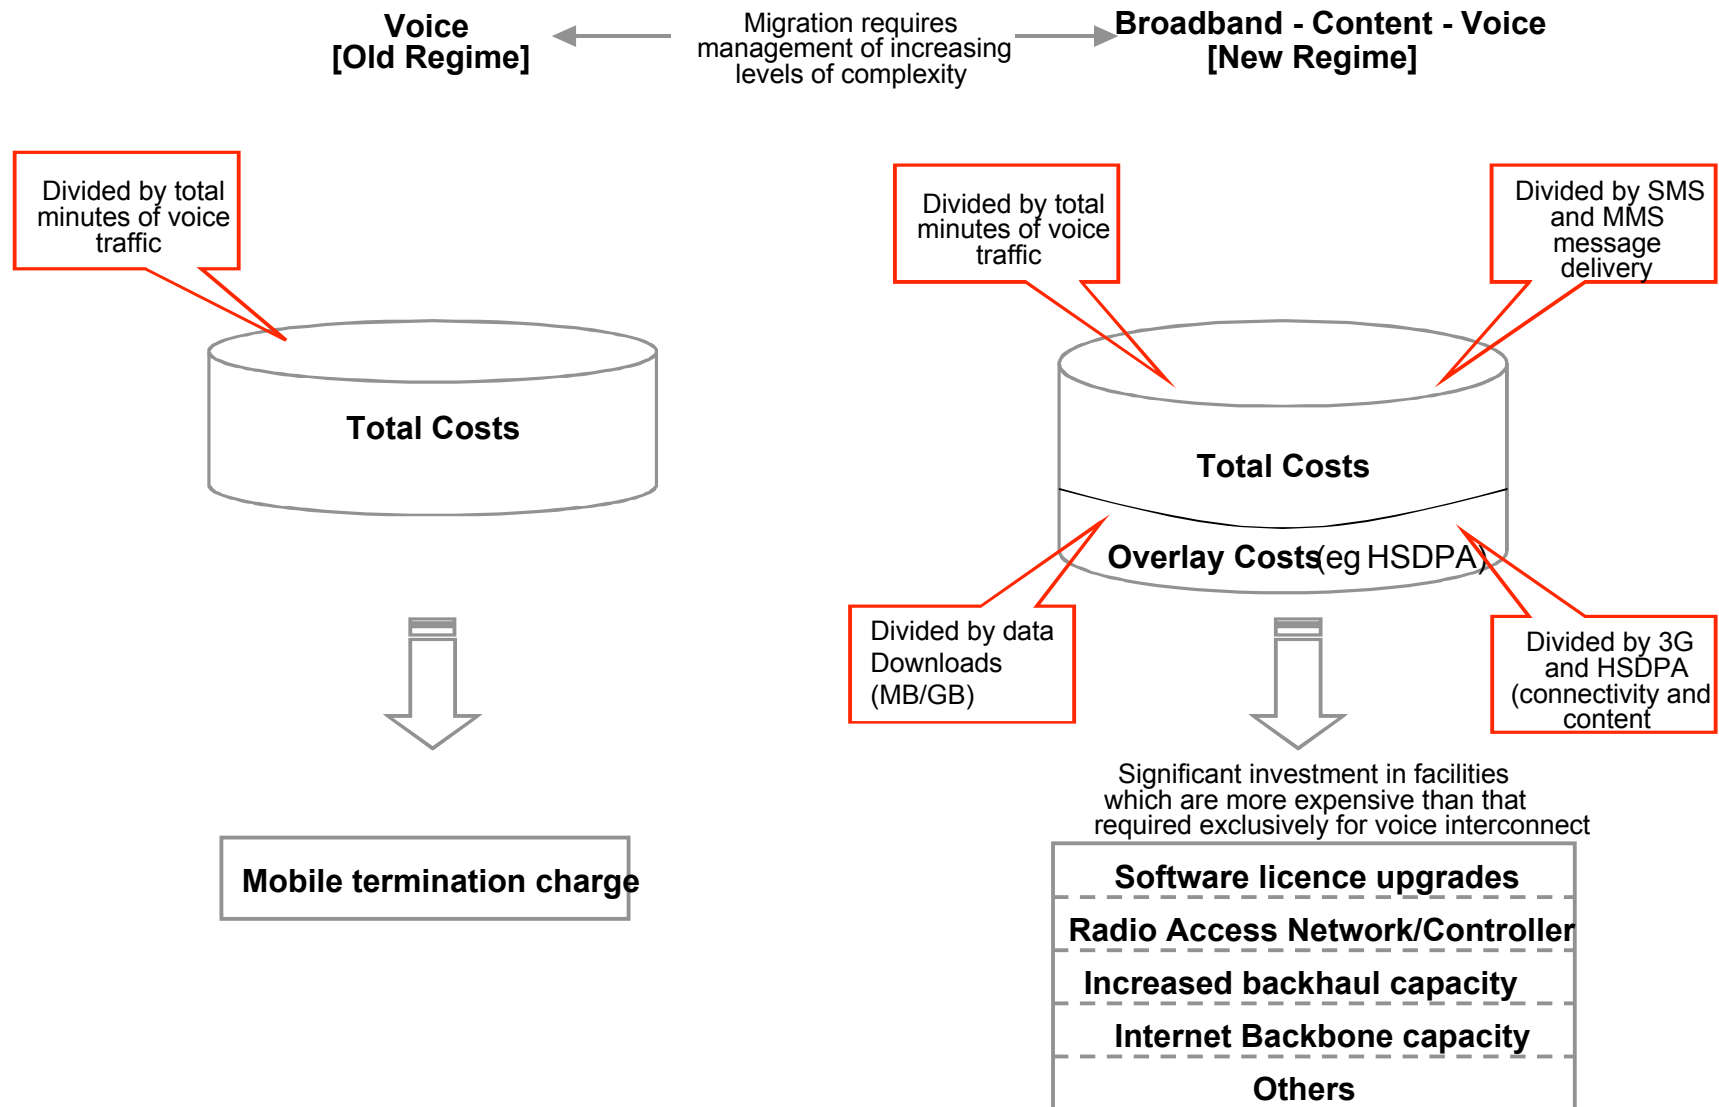 Voice
[Old Regime]
Migration requires
management of increasing
levels of complexity
Broadband - Content - Voice
[New Regime]
Divided by total
minutes of voice
traffic
Total Costs
Mobile termination charge
Divided by total
minutes of voice
traffic
Divided by SMS
and MMS
message
delivery
Total Costs
Overlay Costs (eg HSDPA)
Divided by data
Downloads
(MB/GB)
Divided by 3G
and HSDPA
(connectivity and
content
Significant investment in facilities
which are more expensive than that
required exclusively for voice interconnect
Software licence upgrades
Radio Access Network/Controller
Increased backhaul capacity
Internet Backbone capacity
Others